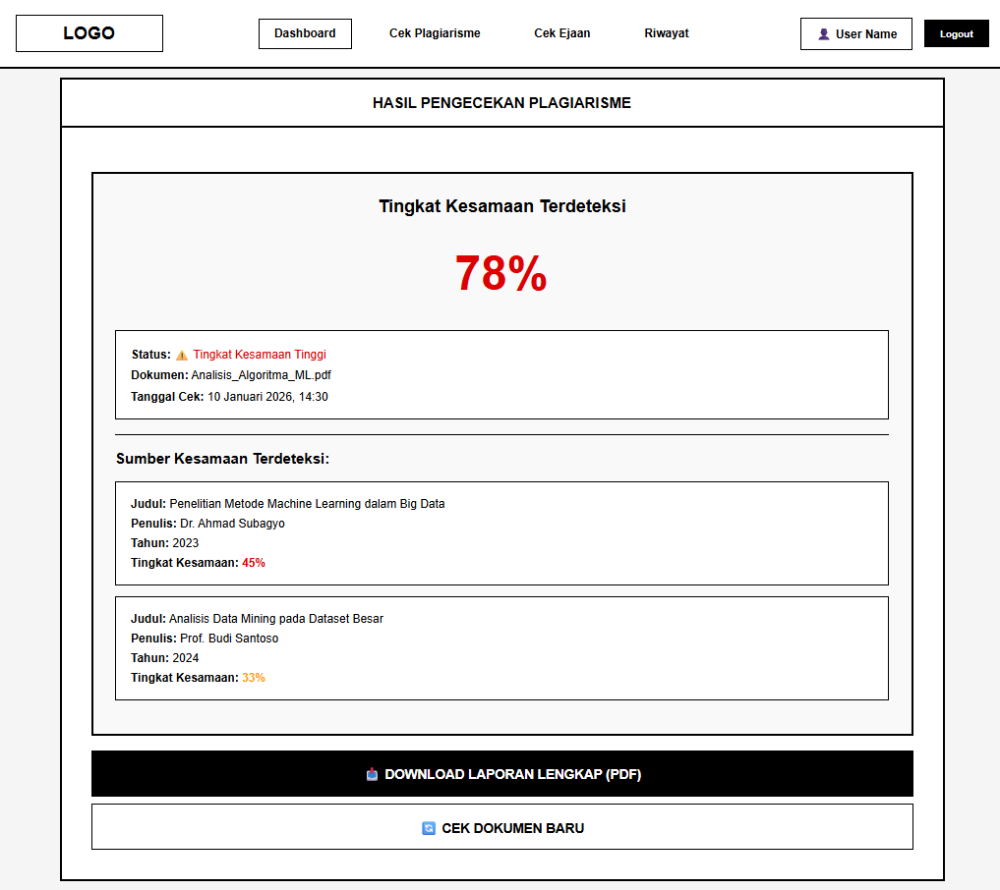 LOGO
Dashboard
Cek Plagiarisme
Cek Ejaan
Riwayat
User Name
Logout
HASIL PENGECEKAN PLAGIARISME
Tingkat Kesamaan Terdeteksi
78%
Status: ⚠️ Tingkat Kesamaan Tinggi
Dokumen: Analisis_Algoritma_ML.pdf
Tanggal Cek: 10 Januari 2026, 14:30
Sumber Kesamaan Terdeteksi:
Judul: Penelitian Metode Machine Learning dalam Big Data
Penulis: Dr. Ahmad Subagyo
Tahun: 2023
Tingkat Kesamaan: 45%
Judul: Analisis Data Mining pada Dataset Besar
Penulis: Prof. Budi Santoso
Tahun: 2024
Tingkat Kesamaan: 33%
DOWNLOAD LAPORAN LENGKAP (PDF)
CEK DOKUMEN BARU